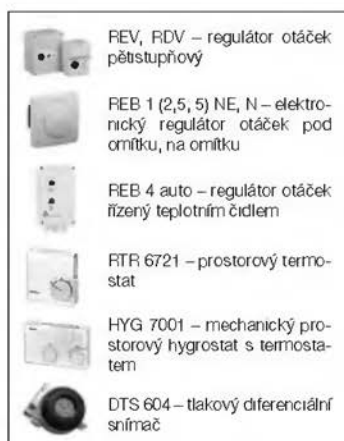 REV, RDV – regulátor otáček
pětistupňový
REB 1 (2,5, 5) NE, N – elektro-
nický regulátor otáček pod
omítku, na omítku
REB 4 auto – regulátor otáček
řízený teplotním čidlem
RTR 6721 – prostorový termo-
stat
HYG 7001 – mechanický pro-
storový hygrostat s termosta-
tem
DTS 604 – tlakový diferenciální
snímač